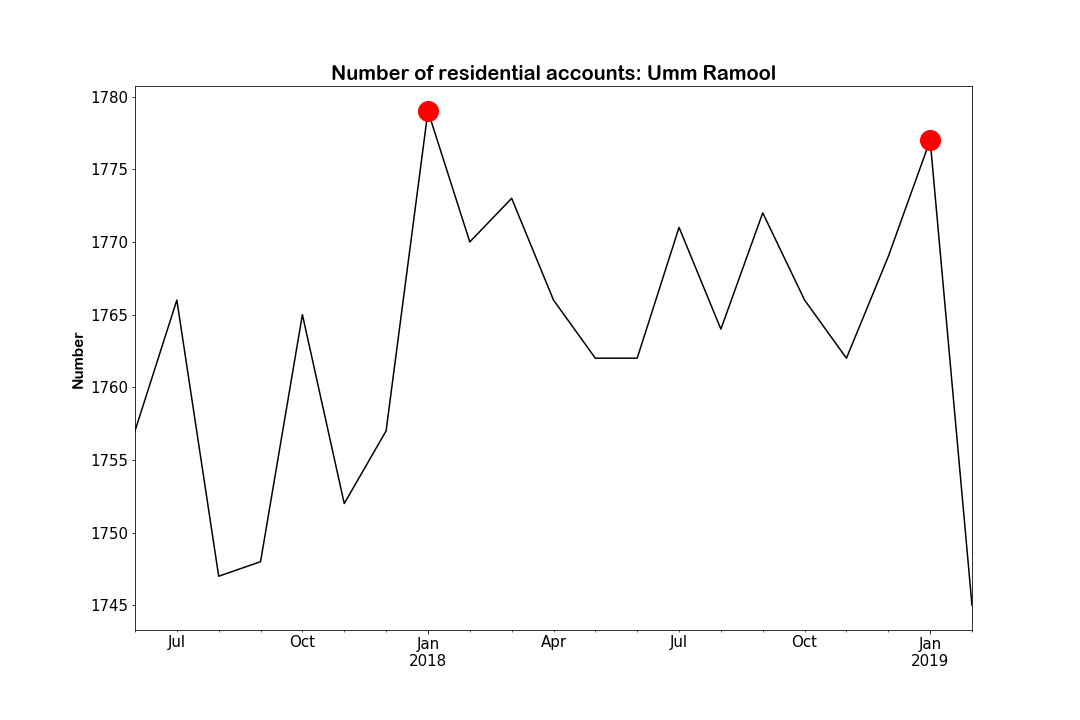 Number of residential accounts: Umm Ramool
1780
1775
1770
1765
1760
1755
1750
1745
Number
Jul
Oct
Jan
2018
Apr
Jul
Oct
Jan
2019